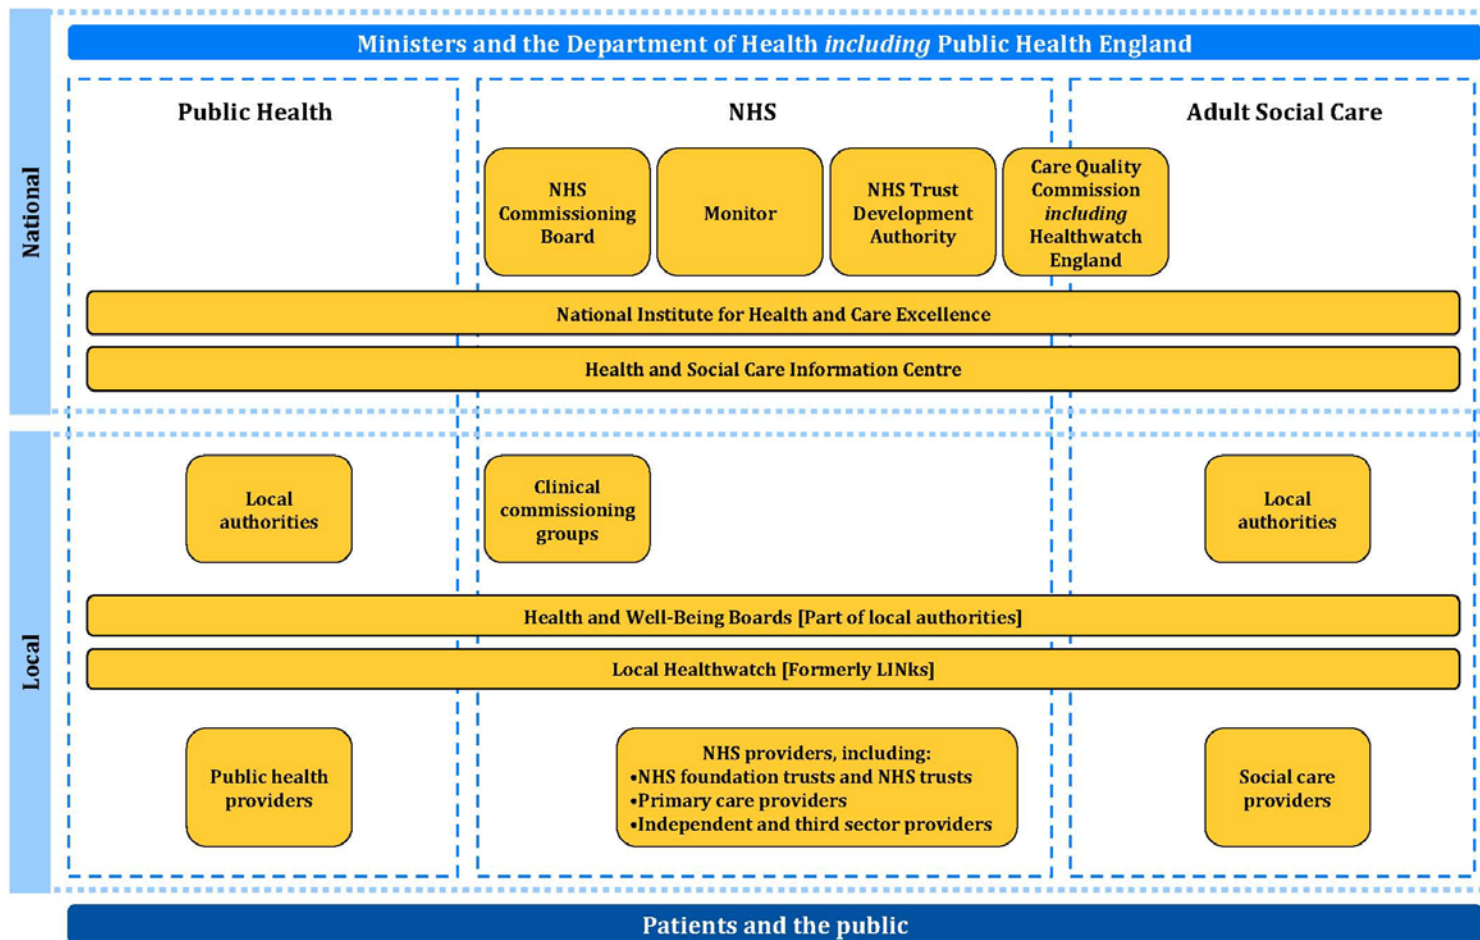 Ministers and the Department of Health including Public Health England
National
Public Health
NHS
Adult Social Care
NHS
Commissioning
Board
Monitor
NHS Trust
Development
Authority
Care Quality
Commission
including
Healthwatch
England
National Institute for Health and Care Excellence
Health and Social Care Information Centre
Local
Local
authorities
Clinical
commissioning
groups
Local
authorities
Health and Well-Being Boards [Part of local authorities]
Local Healthwatch [Formerly LINks]
Public health
providers
NHS providers, including:
•NHS foundation trusts and NHS trusts
•Primary care providers
•Independent and third sector providers
Social care
providers
Patients and the public